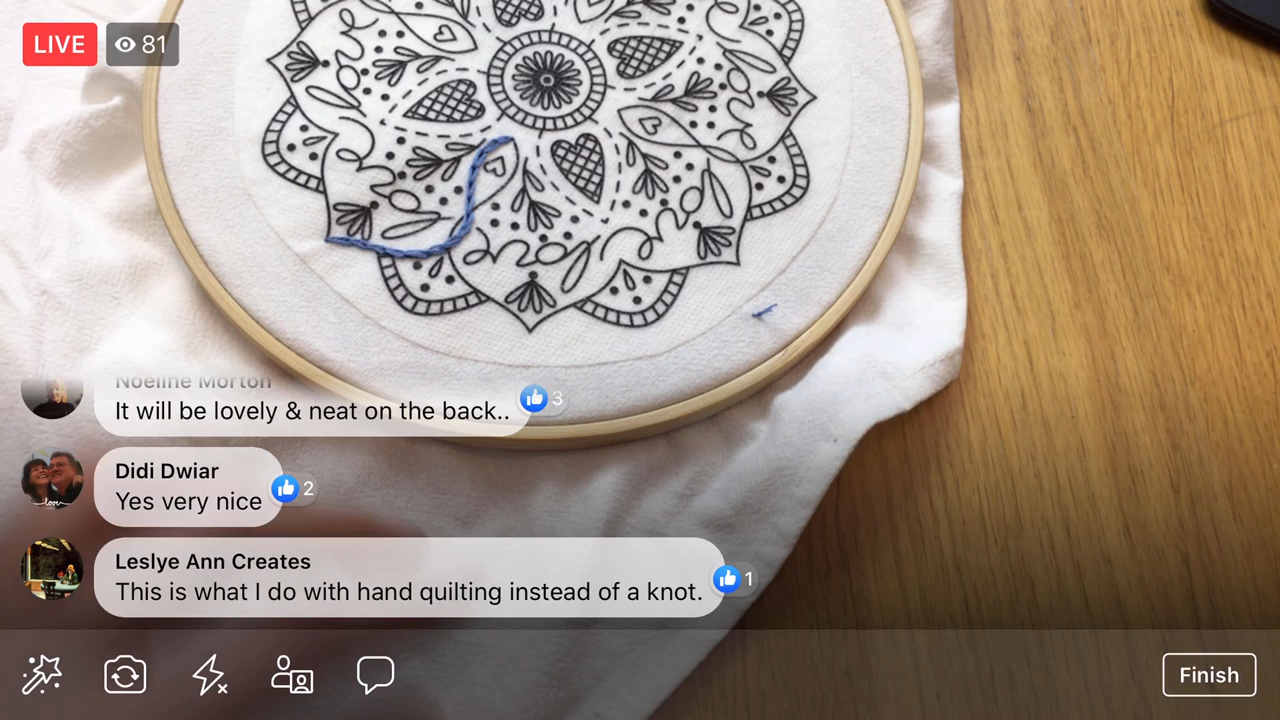 LIVE
81
Noeline Morton
It will be lovely & neat on the back..
3
Didi Dwiar
Yes very nice
2
Leslye Ann Creates
This is what I do with hand quilting instead of a knot.
1
Finish
love